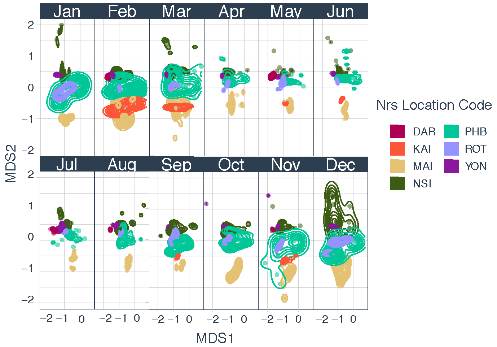 Jan Feb Mar Apr May Jun
2
1
0
−1
−2
MDS2
Nrs Location Code
DAR PHB
KAI ROT
MAI YON
NSI
Jul Aug Sep Oct Nov Dec
2
1
0
−1
−2
−2 −1 0 −2 −1 0 −2 −1 0 −2 −1 0 −2 −1 0 −2 −1 0
MDS1